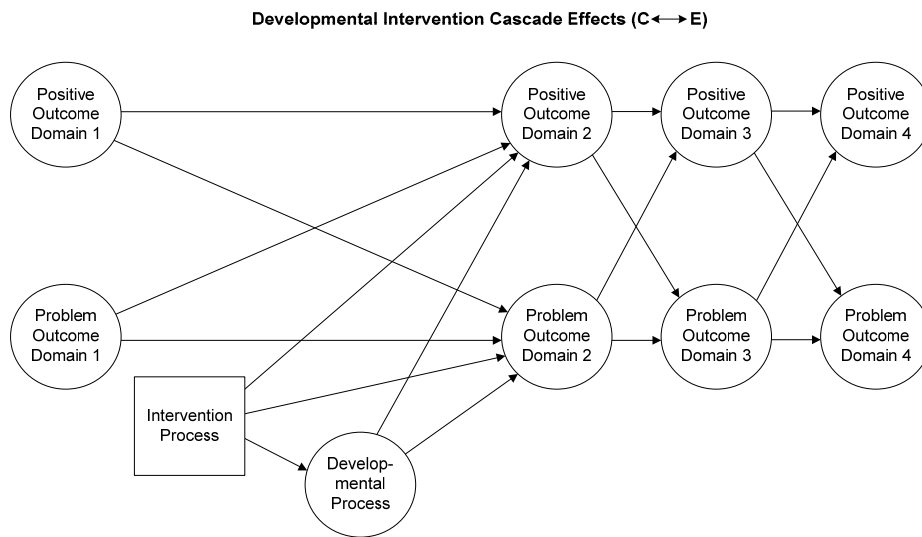 Developmental Intervention Cascade Effects (C⟷E)
Positive
Outcome
Domain 1
Positive
Outcome
Domain 2
Positive
Outcome
Domain 3
Positive
Outcome
Domain 4
Problem
Outcome
Domain 1
Problem
Outcome
Domain 2
Problem
Outcome
Domain 3
Problem
Outcome
Domain 4
Intervention
Process
Develop-
mental
Process